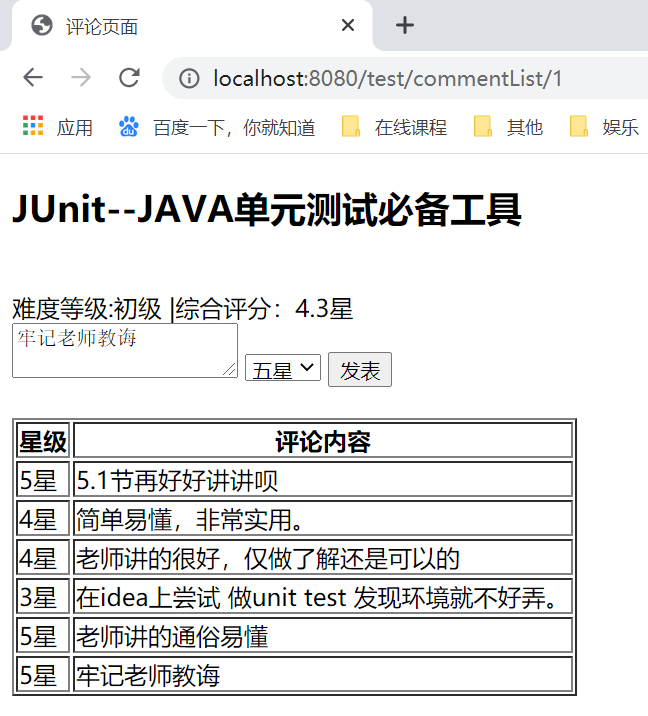 评论页面
localhost:8080/test/commentList/1
应用 百度一下，你就知道 在线课程 其他 娱乐
JUnit--JAVA单元测试必备工具
难度等级:初级 |综合评分：4.3星
牢记老师教诲
五星 发表
星级 评论内容
5星 5.1节再好好讲讲呗
4星 简单易懂，非常实用。
4星 老师讲的很好，仅做了解还是可以的
3星 在idea上尝试 做unit test 发现环境就不好弄。
5星 老师讲的通俗易懂
5星 牢记老师教诲